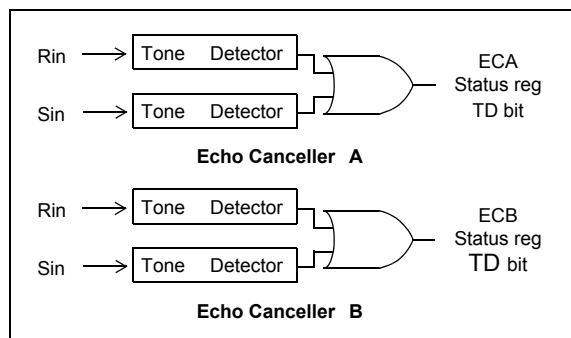 Rin
Tone Detector
Sin
Tone Detector
ECA
Status reg
TD bit
Echo Canceller A
Rin
Tone Detector
Sin
Tone Detector
ECB
Status reg
TD bit
Echo Canceller B